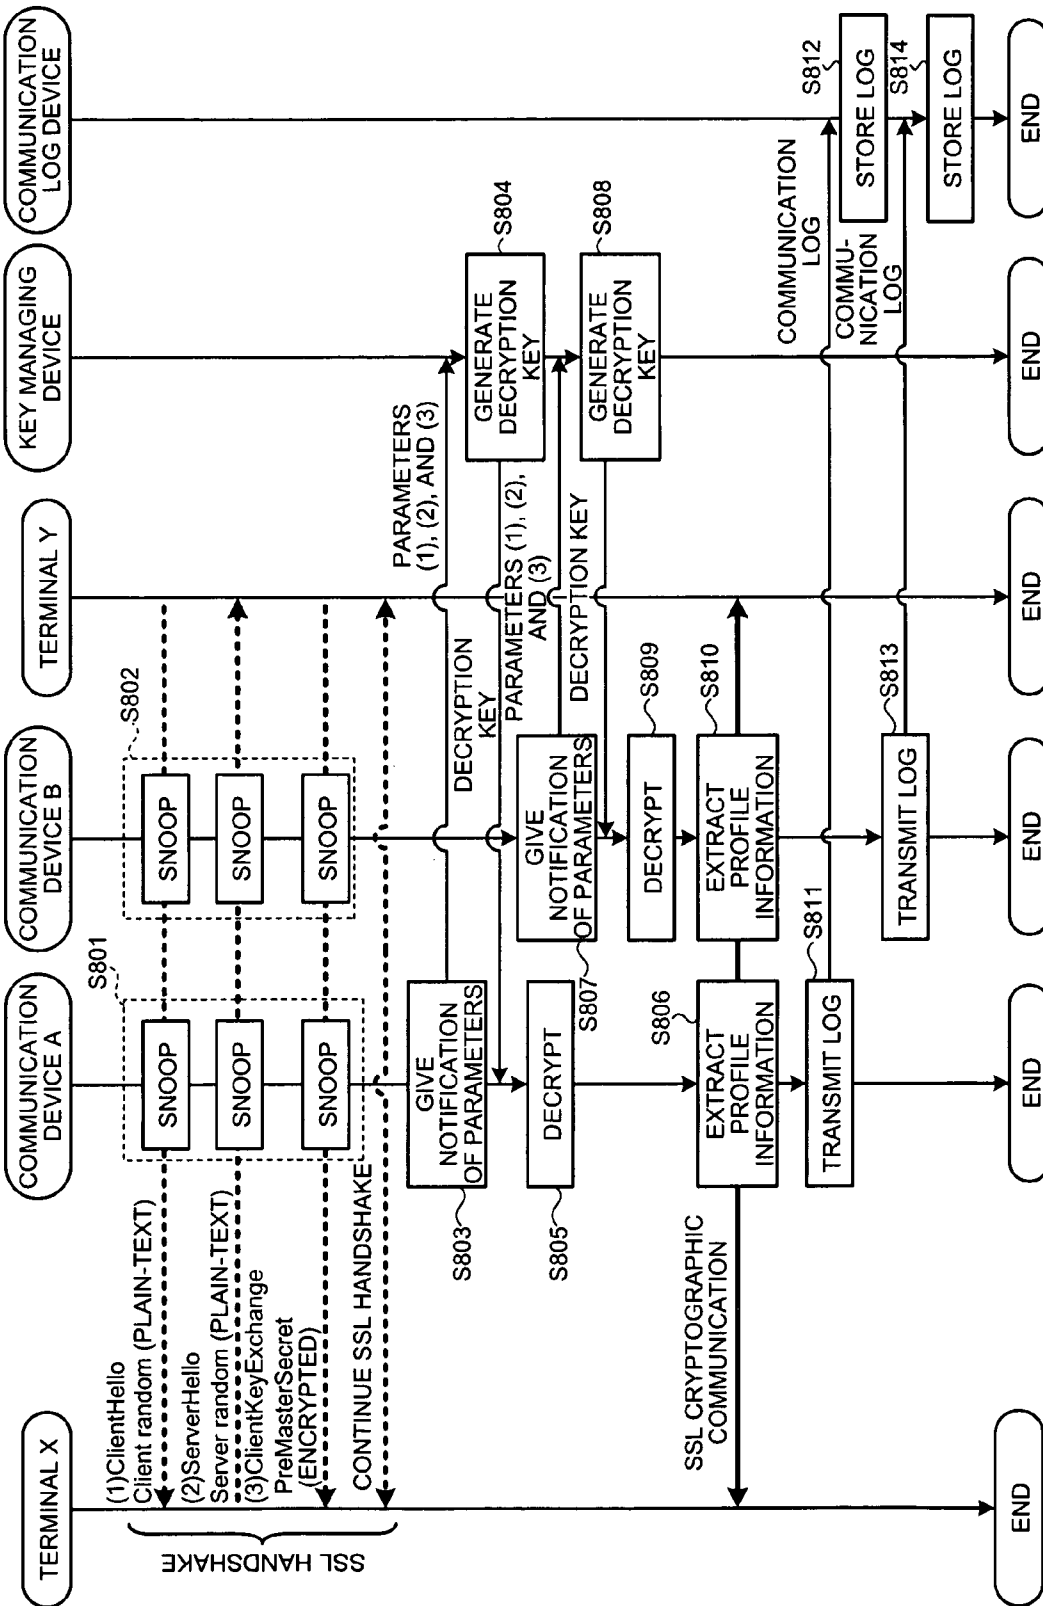 TERMINAL X
COMMUNICATION
DEVICE A
COMMUNICATION
DEVICE B
TERMINAL Y
KEY MANAGING
DEVICE
COMMUNICATION
LOG DEVICE
SSL HANDSHAKE
(1)ClientHello
Client random (PLAIN-TEXT)
(2)ServerHello
Server random (PLAIN-TEXT)
(3)ClientKeyExchange
PreMasterSecret
(ENCRYPTED)
CONTINUE SSL HANDSHAKE
S801
SNOOP
SNOOP
SNOOP
S802
SNOOP
SNOOP
SNOOP
S803
GIVE
NOTIFICATION
OF PARAMETERS
PARAMETERS
(1), (2), AND (3)
S804
GENERATE
DECRYPTION
KEY
DECRYPTION
KEY
S805
DECRYPT
S807
GIVE
NOTIFICATION
OF PARAMETERS
PARAMETERS (1), (2),
AND (3)
S808
GENERATE
DECRYPTION
KEY
DECRYPTION KEY
S809
DECRYPT
SSL CRYPTOGRAPHIC
COMMUNICATION
S806
EXTRACT
PROFILE
INFORMATION
S810
EXTRACT
PROFILE
INFORMATION
S811
TRANSMIT LOG
COMMUNICATION
LOG
S812
STORE LOG
S813
TRANSMIT LOG
COMMU-
NICATION
LOG
S814
STORE LOG
END
END
END
END
END
END